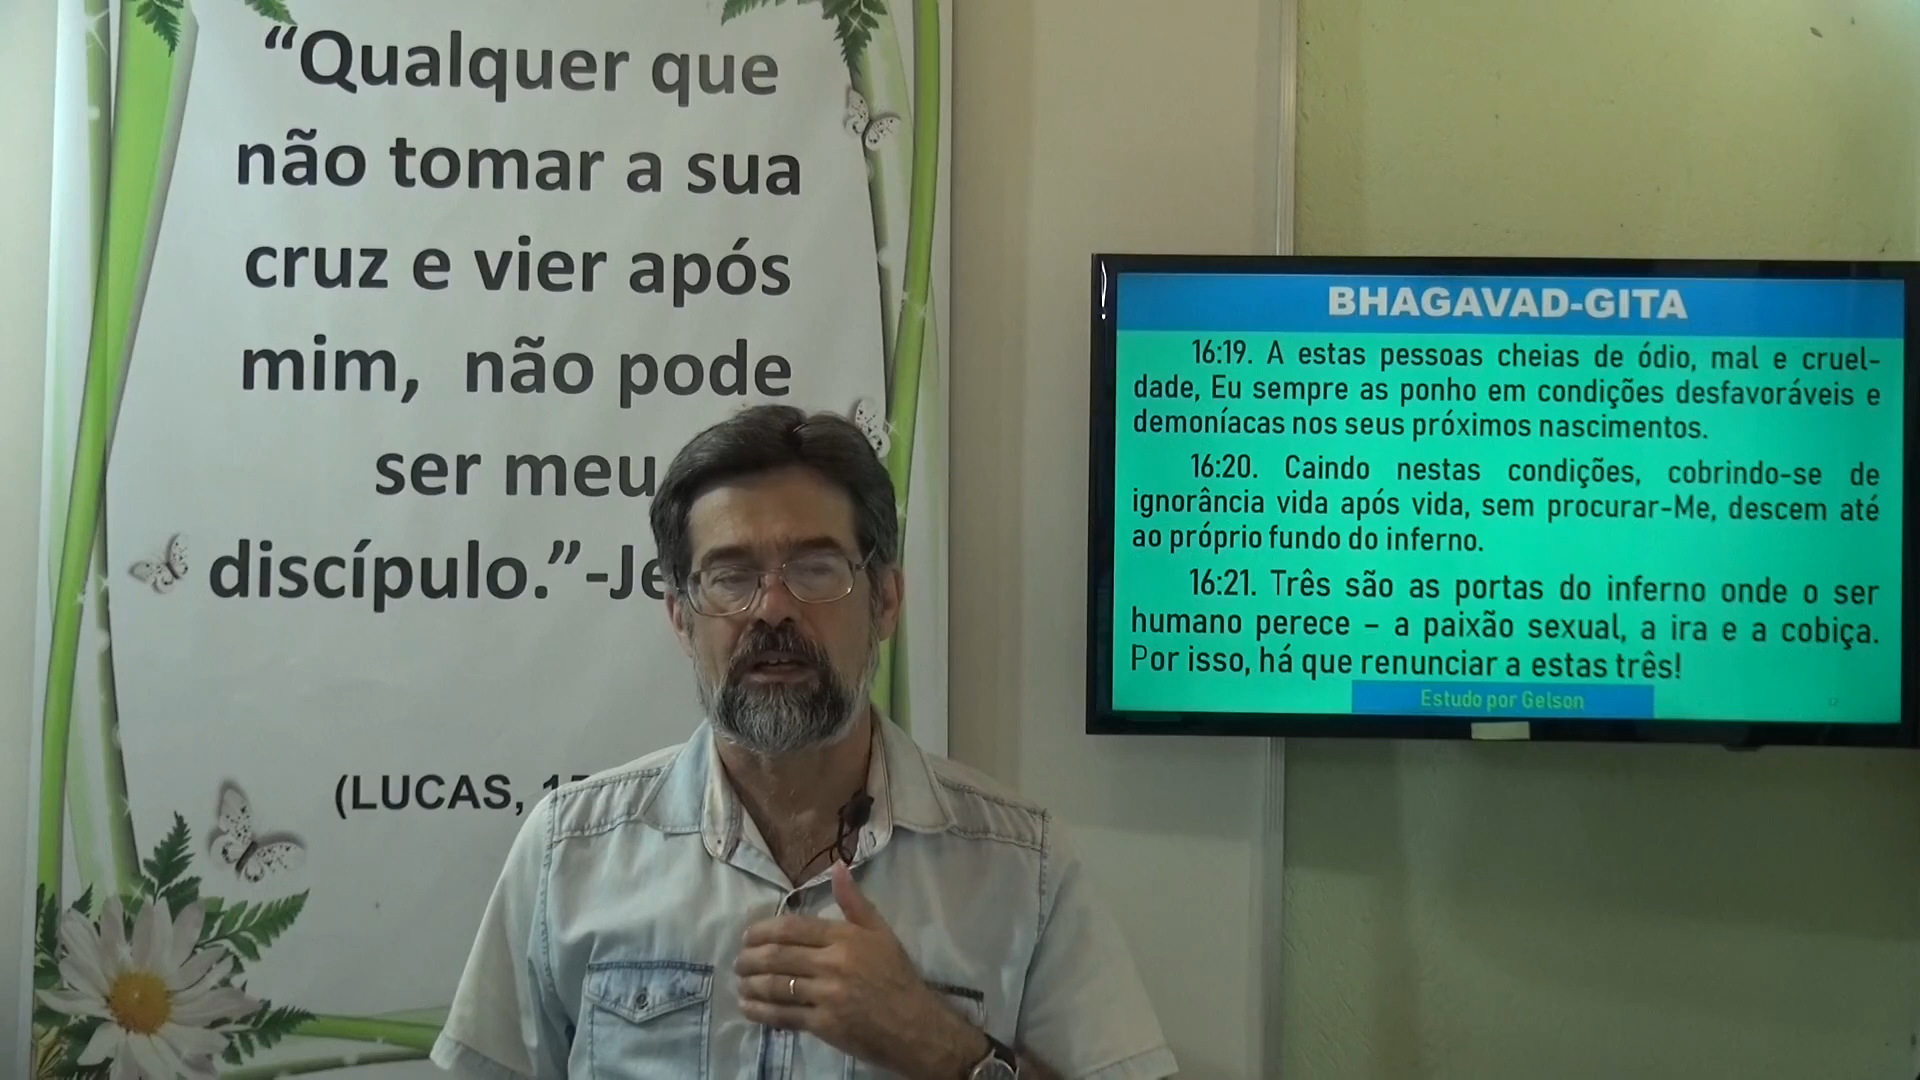 “Qualquer que
não tomar a sua
cruz e vier após
mim, não pode
ser meu
discípulo.”-Je
(LUCAS, 1
BHAGAVAD-GITA
16:19. A estas pessoas cheias de ódio, mal e cruel-
dade, Eu sempre as ponho em condições desfavoráveis e
demoníacas nos seus próximos nascimentos.
16:20. Caindo nestas condições, cobrindo-se de
ignorância vida após vida, sem procurar-Me, descem até
ao próprio fundo do inferno.
16:21. Três são as portas do inferno onde o ser
humano perece – a paixão sexual, a ira e a cobiça.
Por isso, há que renunciar a estas três!
Estudo por Gelson